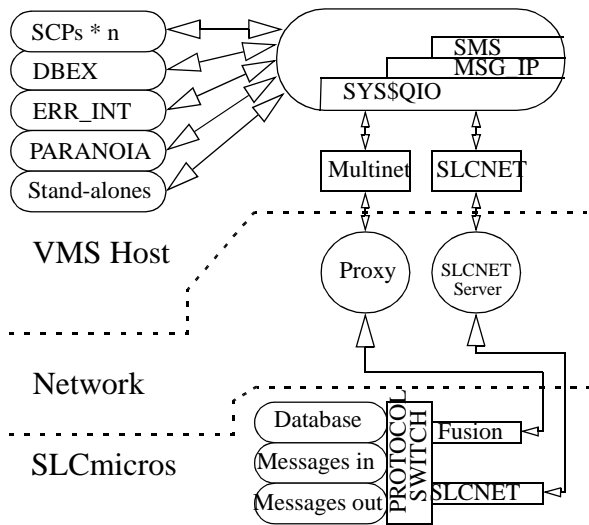 SCPs * n
DBEX
ERR_INT
PARANOIA
Stand-alones
SMS
MSG_IP
SYS$QIO
Multinet
SLCNET
VMS Host
Proxy
SLCNET
Server
Network
SLCmicros
Database
Messages in
Messages out
PROTOCOL
SWITCH
Fusion
SLCNET